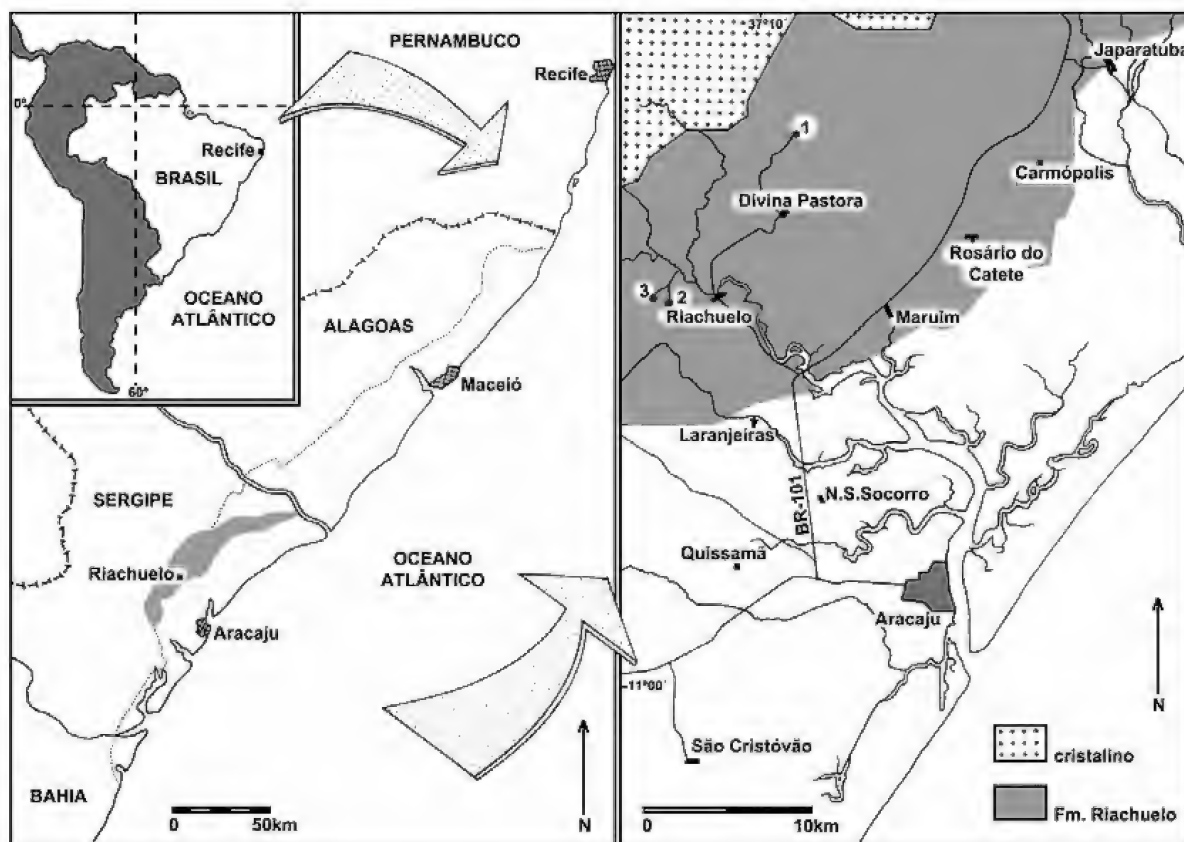 0°
Recife
BRASIL
OCEANO
ATLÂNTICO
60°
PERNAMBUCO
Recife
ALAGOAS
Maceió
SERGIPE
Riachuelo
Aracaju
OCEANO
ATLÂNTICO
BAHIA
0
50km
N
37°10'
Japaratuba
1
Carmópolis
Divina Pastora
Rosário do
Catete
3
2
Riachuelo
Maruim
Laranjeiras
BR-101
N.S.Socorro
Quissamã
Aracaju
11°00'
São Cristóvão
N
cristalino
Fm. Riachuelo
0
10km